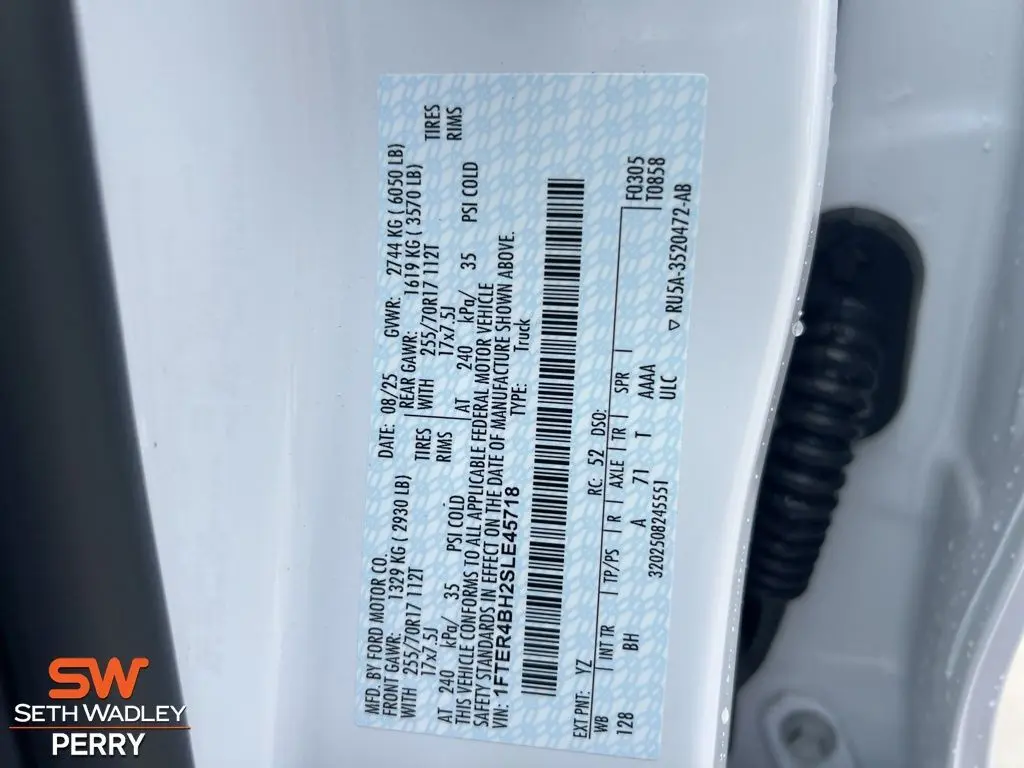 MFD. BY FORD MOTOR CO.
DATE: 08/25 GVWR: 2744 KG ( 6050 LB)
FRONT GAWR: 1329 KG ( 2930 LB)
REAR GAWR: 1619 KG ( 3570 LB)
WITH 255/70R17 112T TIRES
WITH 255/70R17 112T TIRES
17x7.5J RIMS
17x7.5J RIMS
AT 240 kPa/ 35 PSI COLD
AT 240 kPa/ 35 PSI COLD
THIS VEHICLE CONFORMS TO ALL APPLICABLE FEDERAL MOTOR VEHICLE
SAFETY STANDARDS IN EFFECT ON THE DATE OF MANUFACTURE SHOWN ABOVE.
VIN: 1FTER4BH2SLE45718 TYPE: Truck
EXT PNT: YZ RC: 52 DSO: F0305
WB INT TR TP/PS R AXLE TR SPR T0858
128 BH A 71 T AAAA
ULC
3202508245551 ▽ RU5A-3520472-AB
SW
SETH WADLEY
PERRY